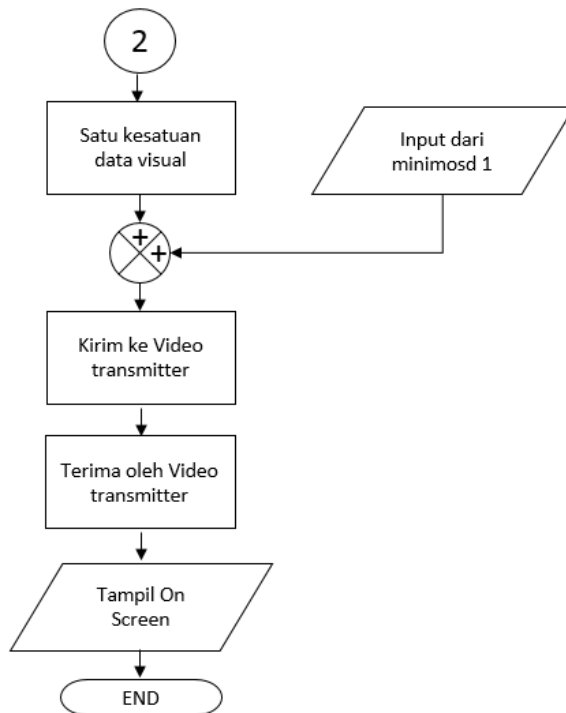 2
Satu kesatuan
data visual
Input dari
minimosd 1
+
+
Kirim ke Video
transmitter
Terima oleh Video
transmitter
Tampil On
Screen
END